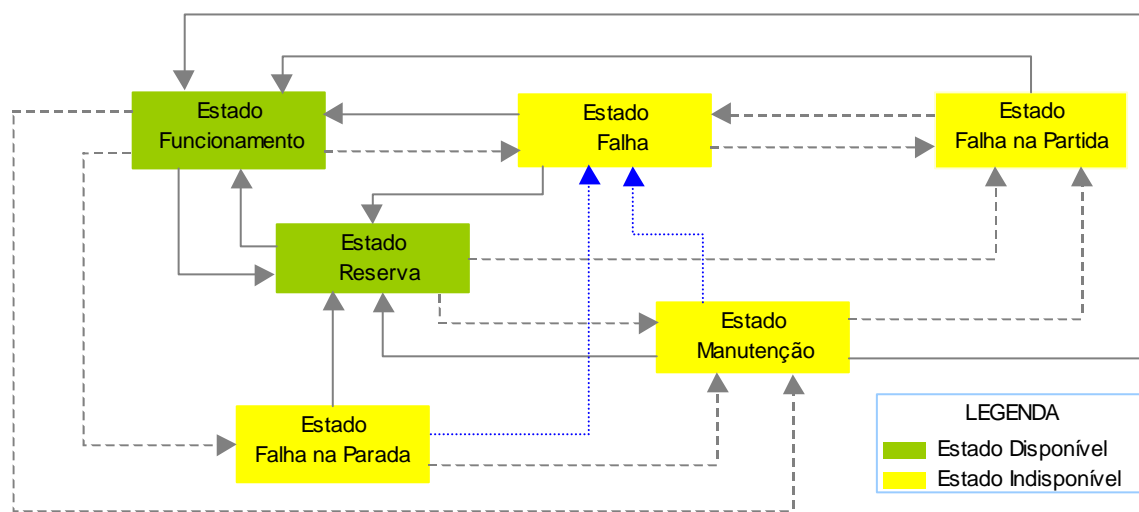 Estado
Funcionamento
Estado
Falha
Estado
Falha na Partida
Estado
Reserva
Estado
Manutenção
Estado
Falha na Parada
LEGENDA
Estado Disponível
Estado Indisponível